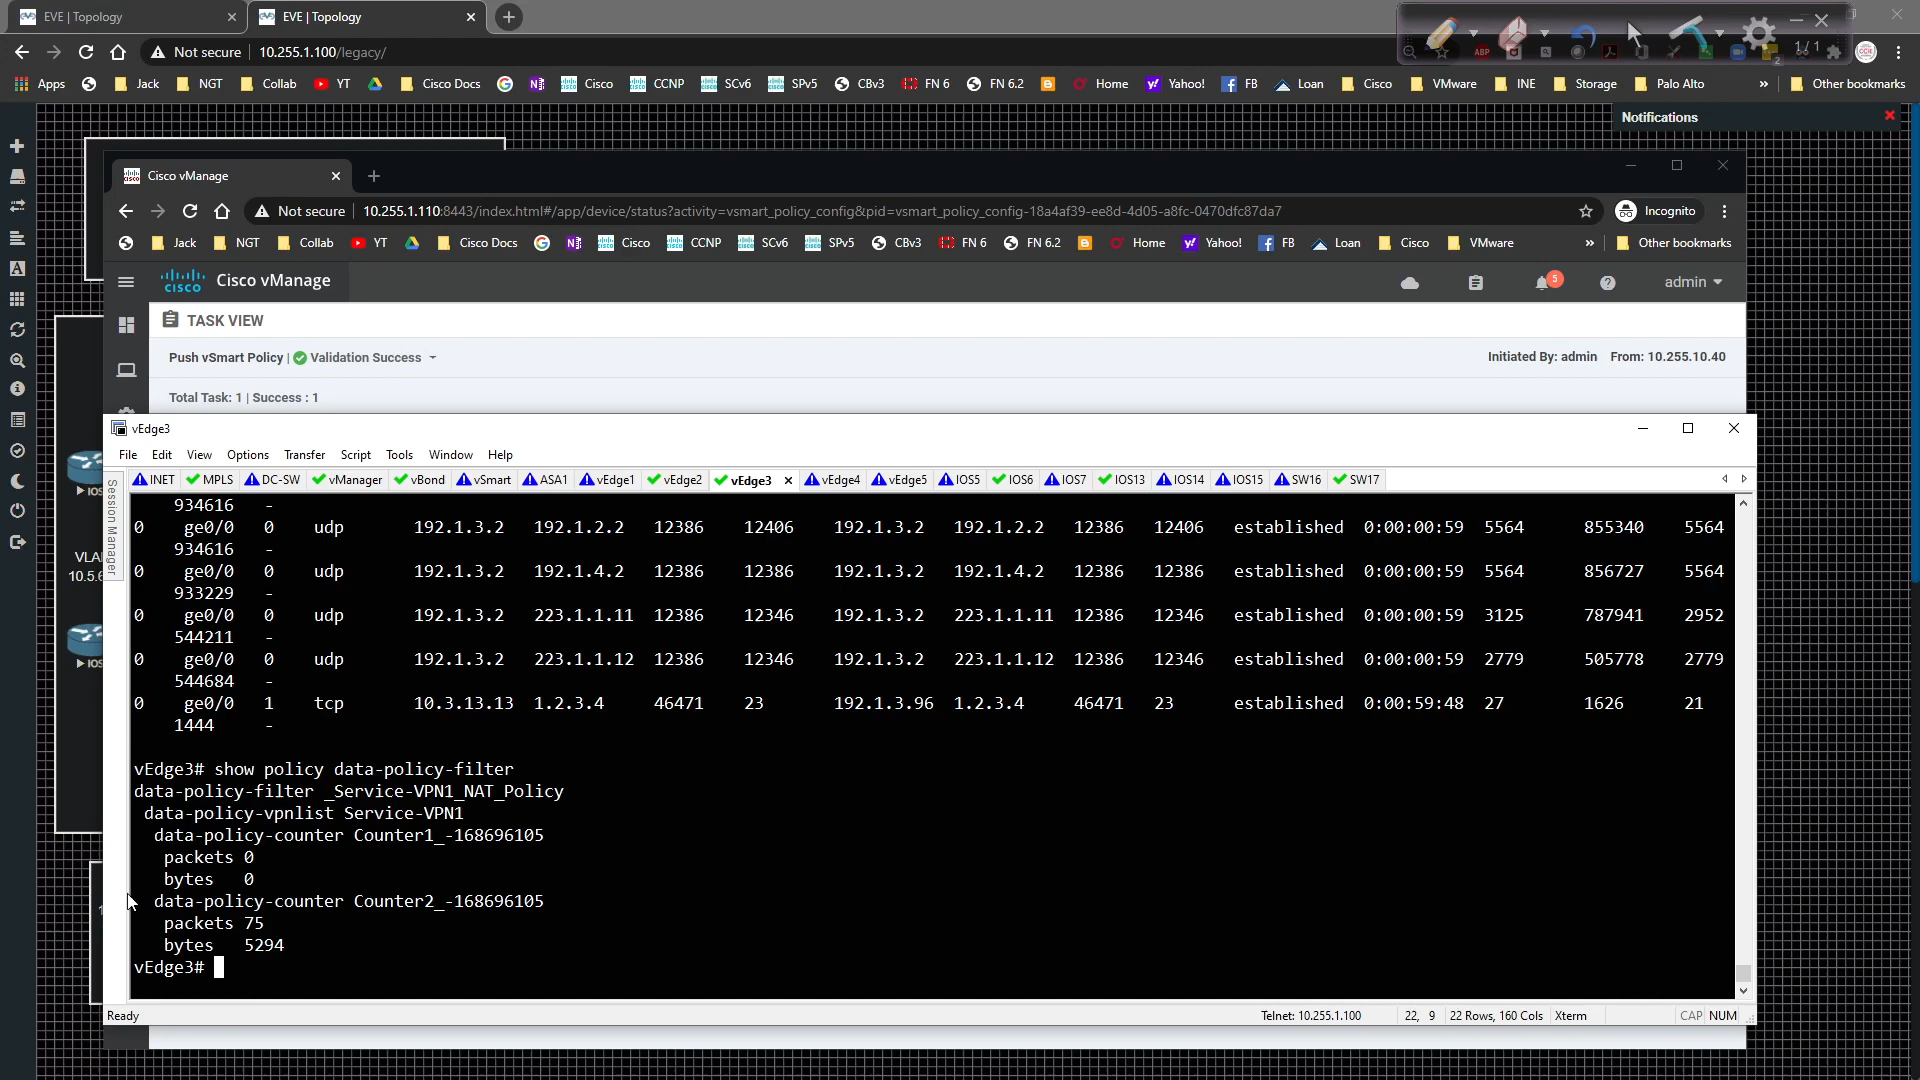 EVE | Topology
EVE | Topology
Not secure
10.255.1.100/legacy/
1 / 1
Apps
Jack
NGT
Collab
YT
Cisco Docs
Cisco
CCNP
SCv6
SPv5
CBv3
FN 6
FN 6.2
Home
Yahoo!
FB
Loan
Cisco
VMware
INE
Storage
Palo Alto
»
Other bookmarks
Notifications
Cisco vManage
Not secure
10.255.1.110:8443/index.html#/app/device/status?activity=vsmart_policy_config&pid=vsmart_policy_config-18a4af39-ee8d-4d05-a8fc-0470dfc87da7
Incognito
Jack
NGT
Collab
YT
Cisco Docs
Cisco
CCNP
SCv6
SPv5
CBv3
FN 6
FN 6.2
Home
Yahoo!
FB
Loan
Cisco
VMware
»
Other bookmarks
CISCO
Cisco vManage
5
admin
TASK VIEW
Push vSmart Policy | Validation Success
Initiated By: admin From: 10.255.10.40
Total Task: 1 | Success : 1
vEdge3
File Edit View Options Transfer Script Tools Window Help
INET MPLS DC-SW vManager vBond vSmart ASA1 vEdge1 vEdge2 vEdge3 vEdge4 vEdge5 IOS5 IOS6 IOS7 IOS13 IOS14 IOS15 SW16 SW17
Session Manager
934616 -
0 ge0/0 0 udp 192.1.3.2 192.1.2.2 12386 12406 192.1.3.2 192.1.2.2 12386 12406 established 0:00:00:59 5564 855340 5564
934616 -
0 ge0/0 0 udp 192.1.3.2 192.1.4.2 12386 12386 192.1.3.2 192.1.4.2 12386 12386 established 0:00:00:59 5564 856727 5564
933229 -
0 ge0/0 0 udp 192.1.3.2 223.1.1.11 12386 12346 192.1.3.2 223.1.1.11 12386 12346 established 0:00:00:59 3125 787941 2952
544211 -
0 ge0/0 0 udp 192.1.3.2 223.1.1.12 12386 12346 192.1.3.2 223.1.1.12 12386 12346 established 0:00:00:59 2779 505778 2779
544684 -
0 ge0/0 1 tcp 10.3.13.13 1.2.3.4 46471 23 192.1.3.96 1.2.3.4 46471 23 established 0:00:59:48 27 1626 21
1444 -
vEdge3# show policy data-policy-filter
data-policy-filter _Service-VPN1_NAT_Policy
data-policy-vpnlist Service-VPN1
data-policy-counter Counter1_-168696105
packets 0
bytes 0
data-policy-counter Counter2_-168696105
packets 75
bytes 5294
vEdge3#
Ready
Telnet: 10.255.1.100
22, 9
22 Rows, 160 Cols
Xterm
CAP NUM
IOS
VLA
10.5.6
IOS